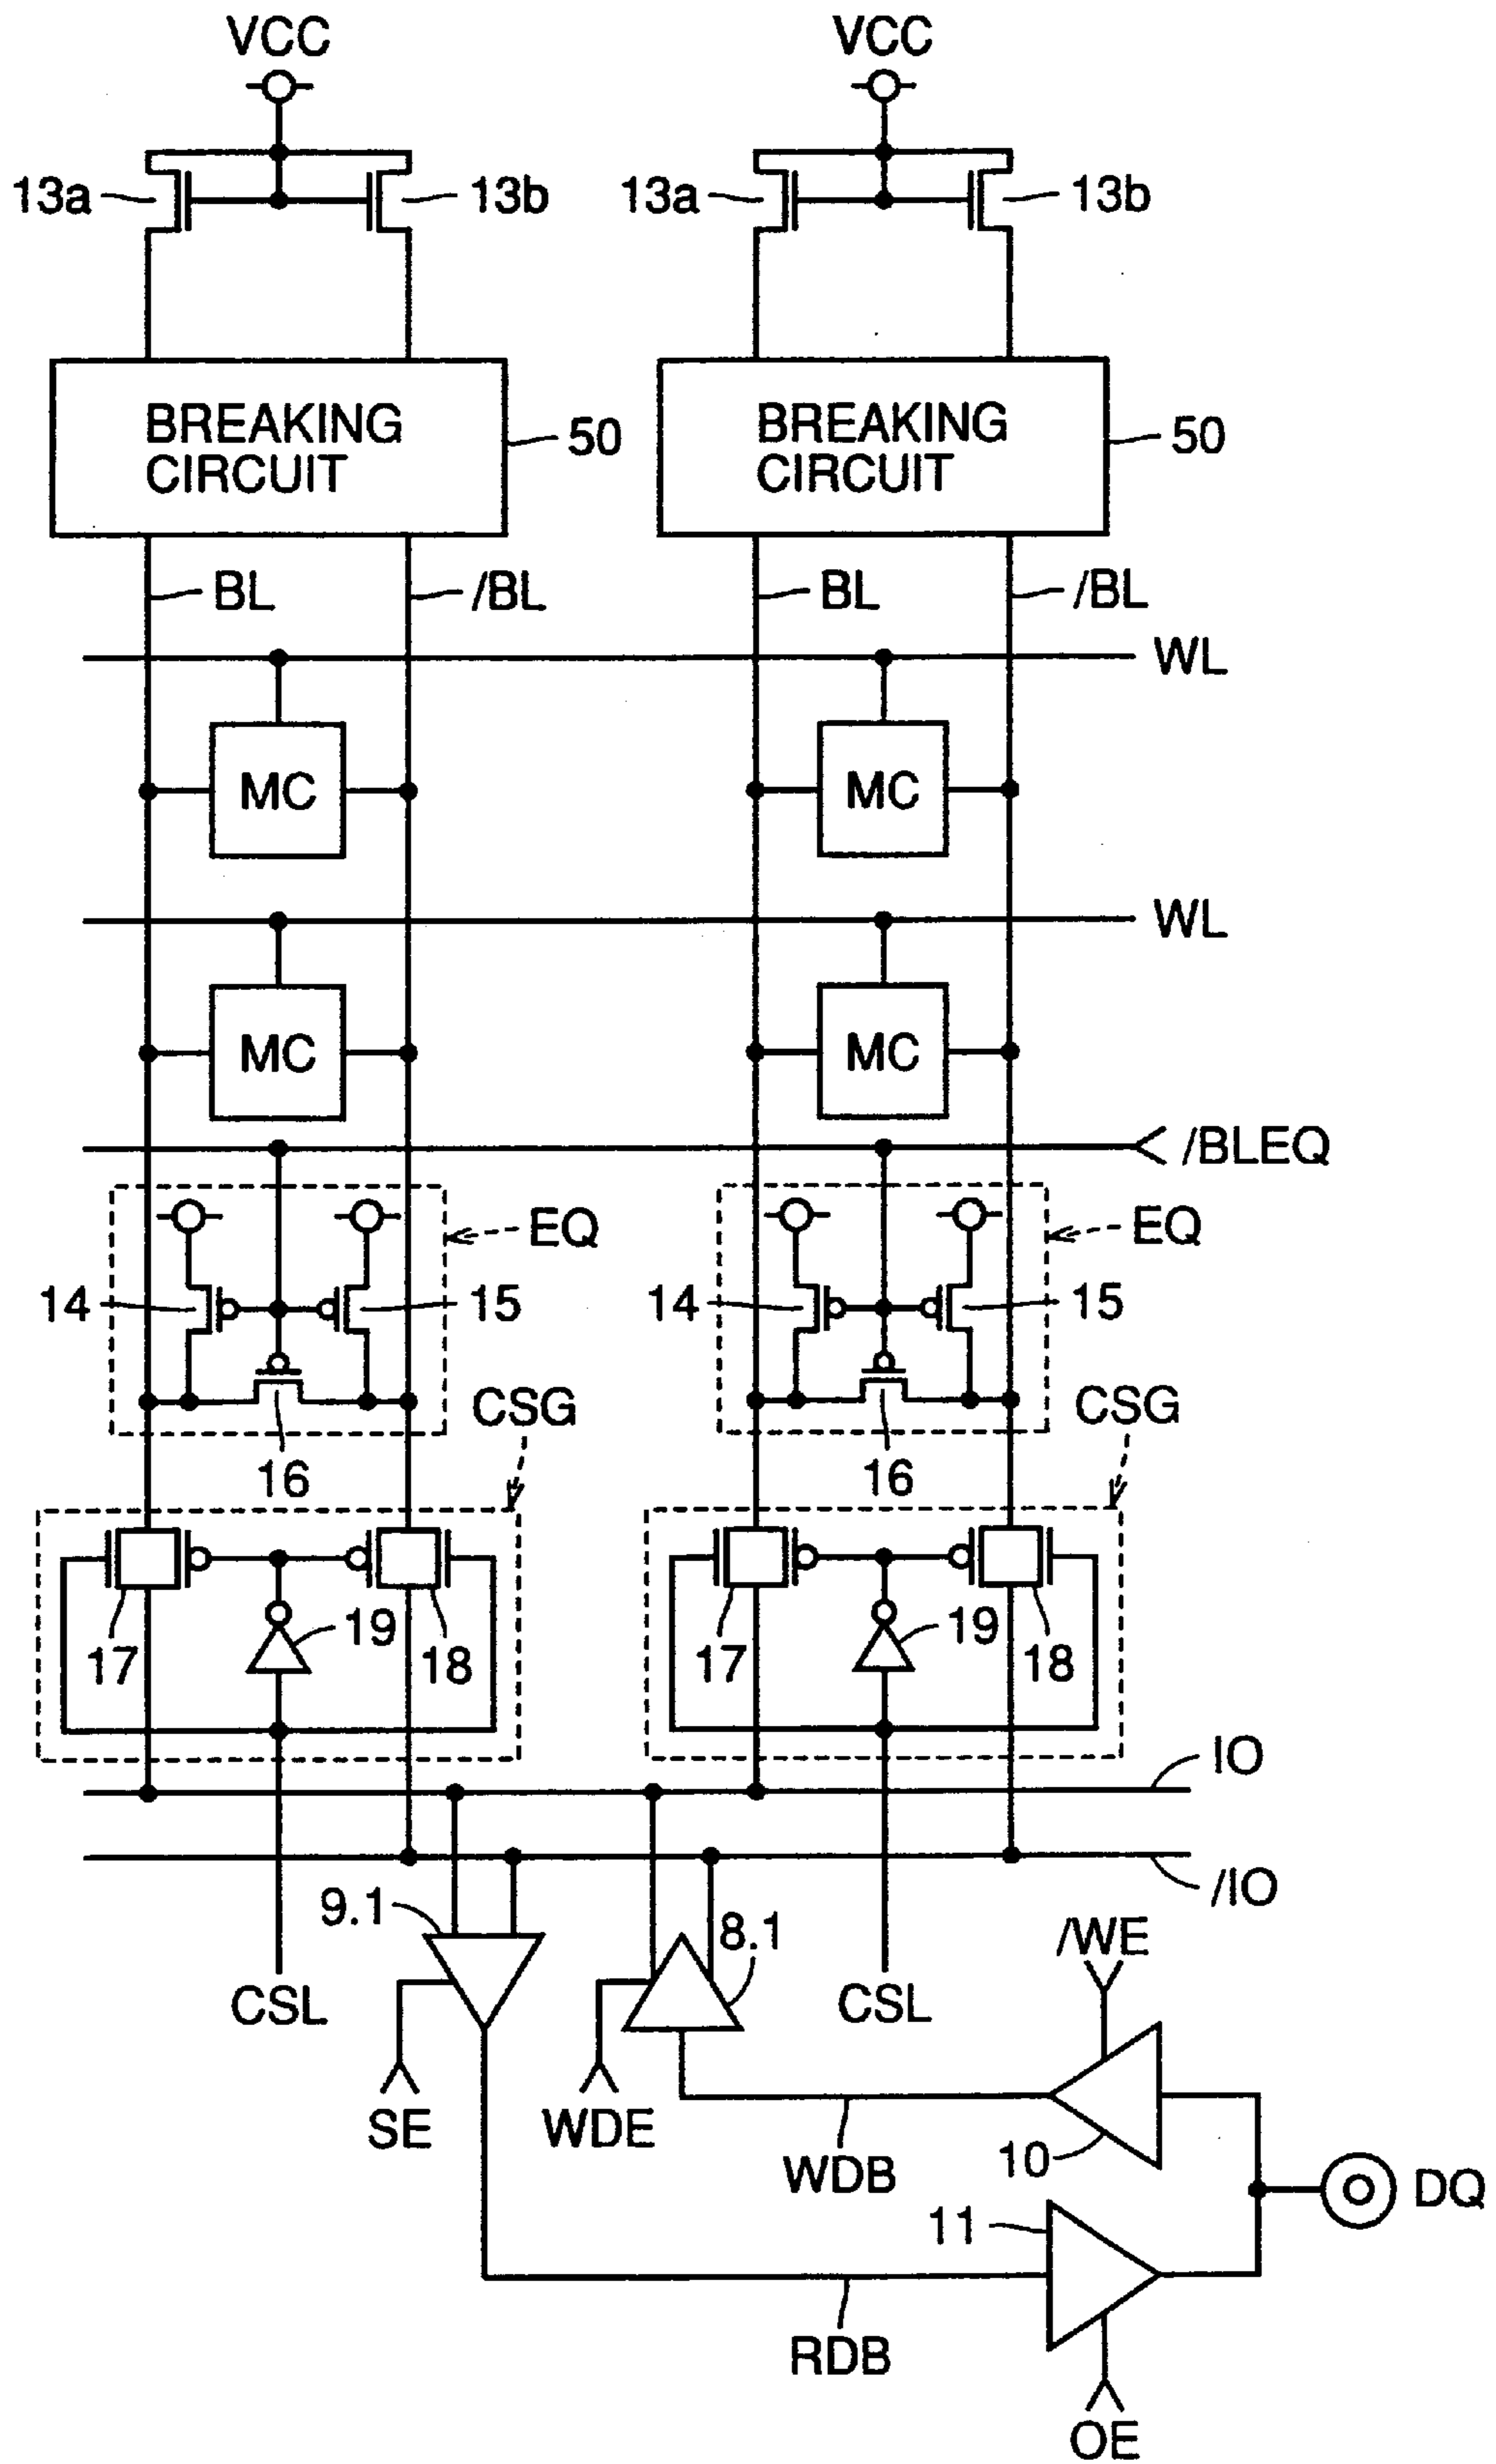 VCC VCC
13a 13b 13a 13b
BREAKING
CIRCUIT
50
BREAKING
CIRCUIT
50
BL /BL BL /BL
WL
MC MC
WL
MC MC
/BLEQ
EQ EQ
14 15 14 15
CSG CSG
16 16
19 19
17 18 17 18
IO
/IO
9.1 8.1 /WE
CSL CSL
SE WDE
WDB 10
DQ
11
RDB
OE